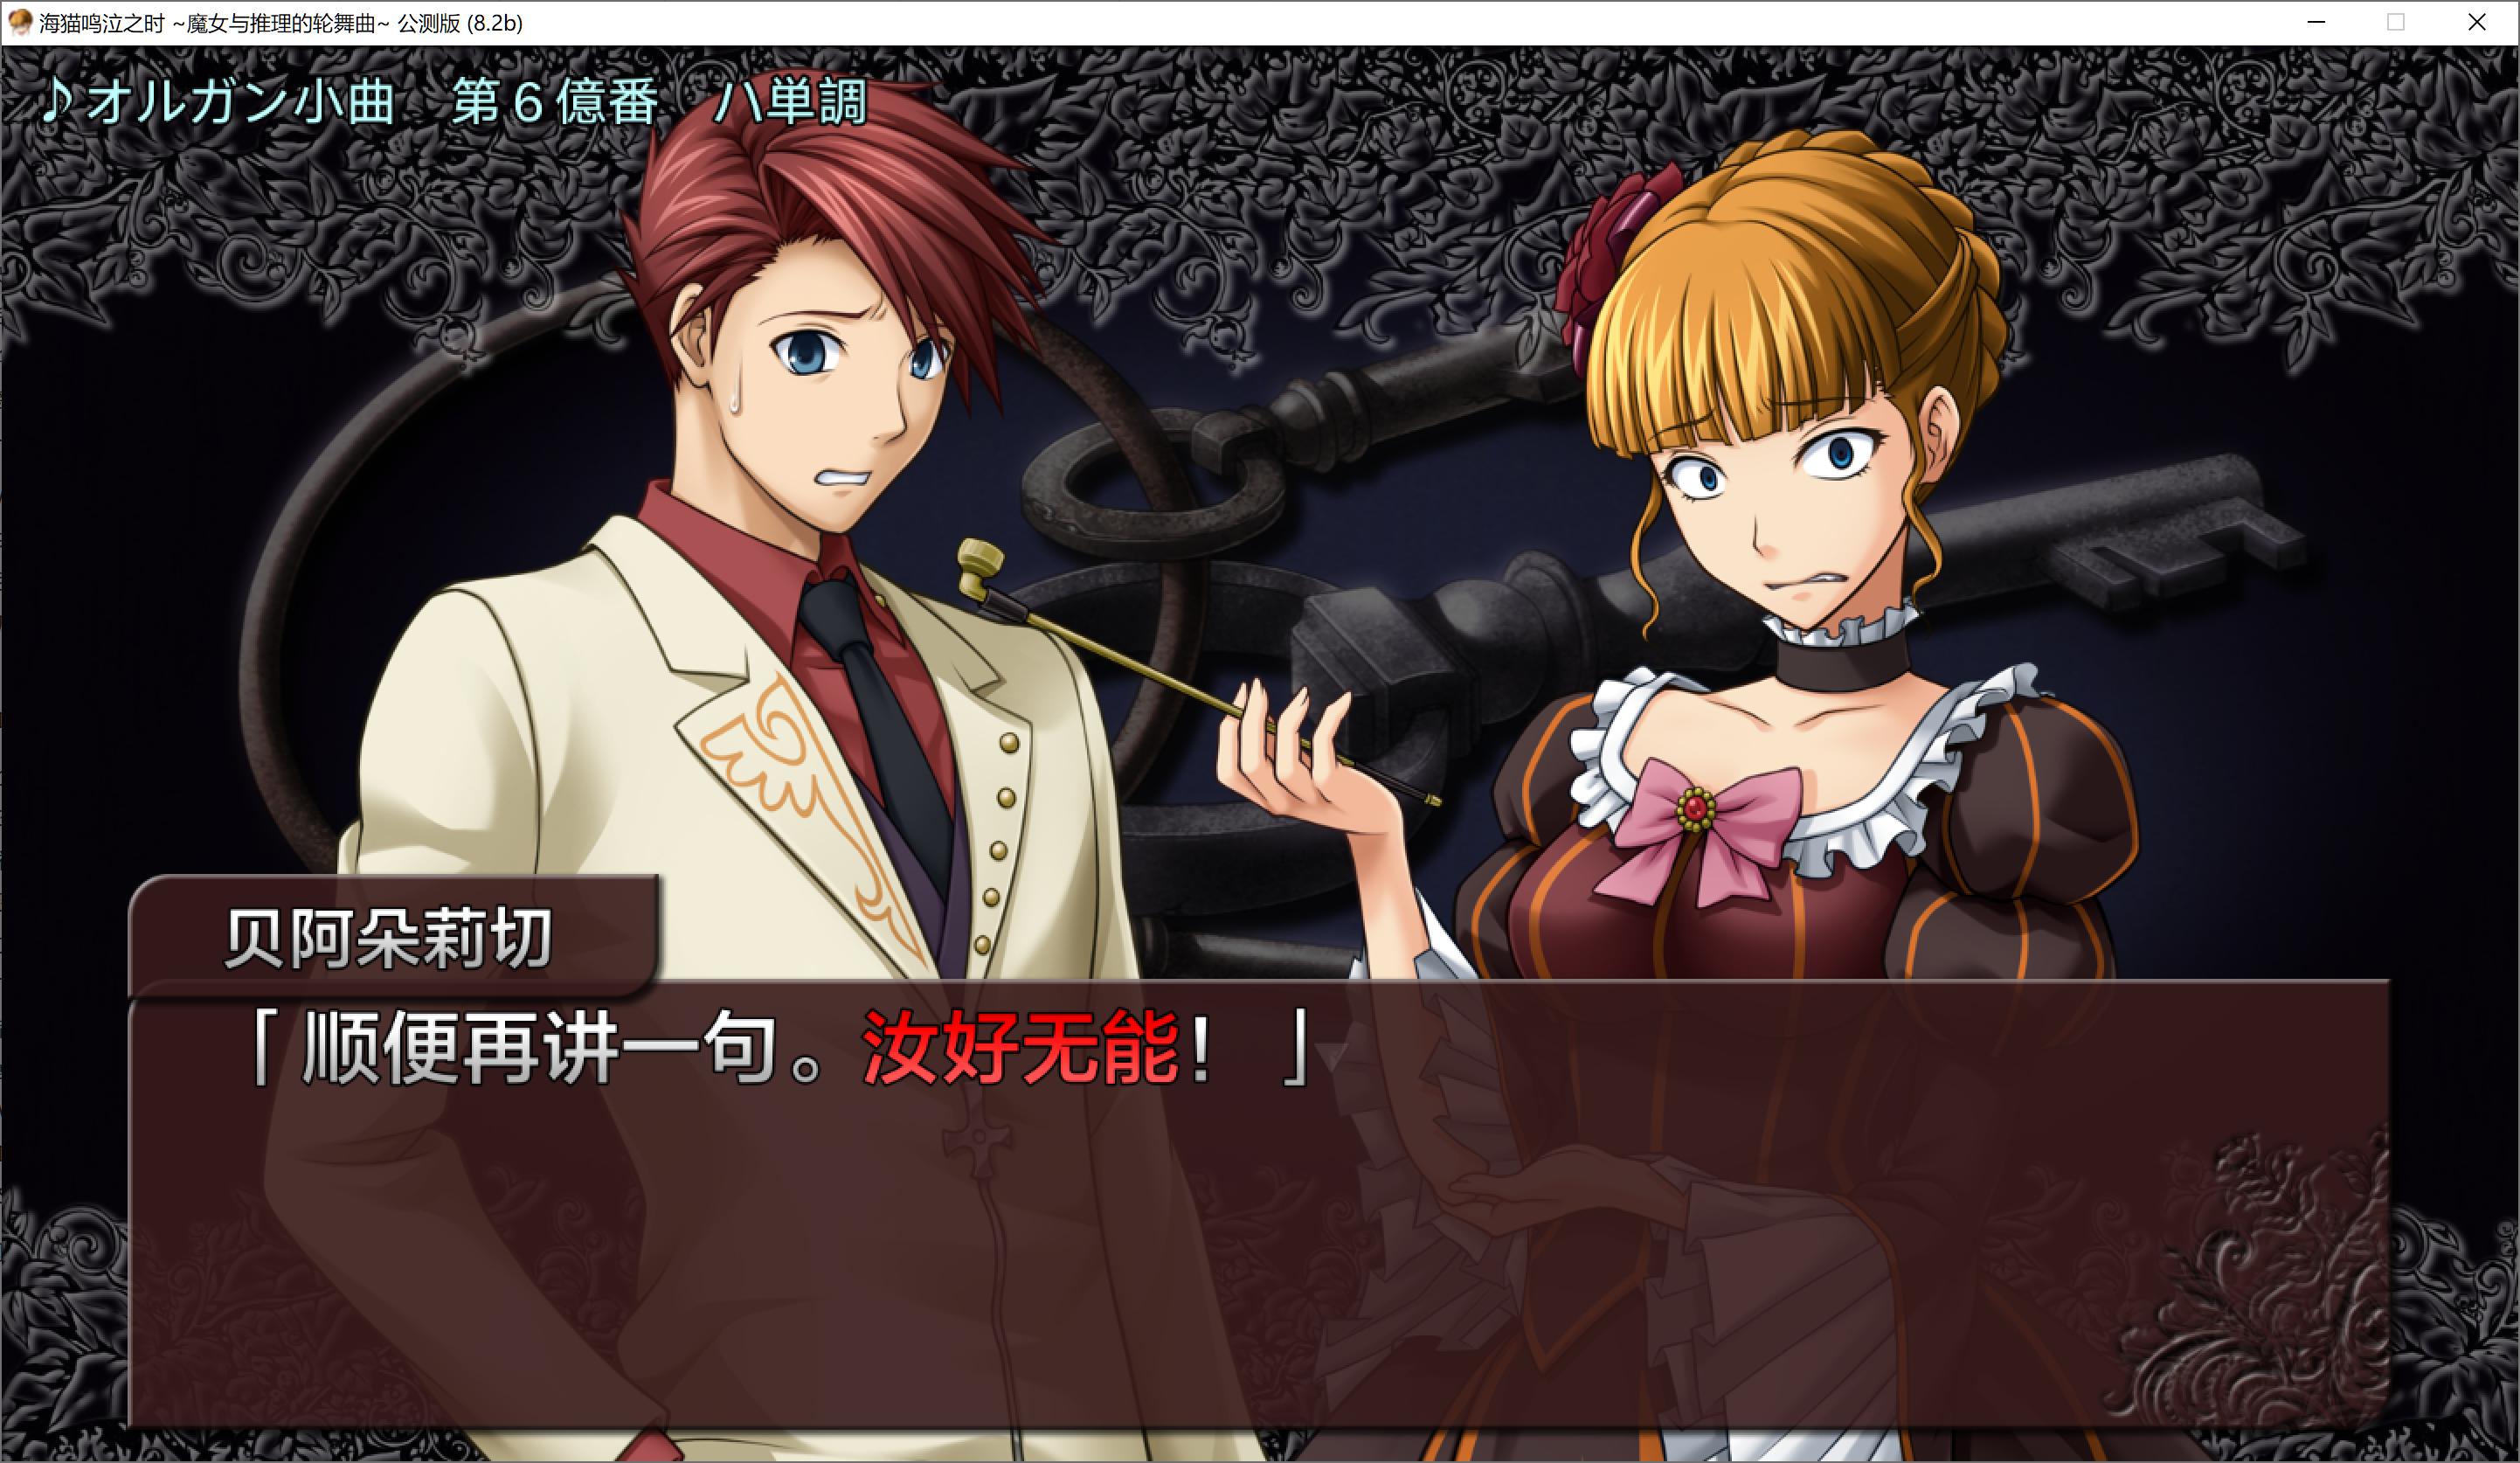 海猫鸣泣之时 ~魔女与推理的轮舞曲~ 公测版 (8.2b)
♪オルガン小曲　第６億番　ハ単調
贝阿朵莉切
「顺便再讲一句。汝好无能！」